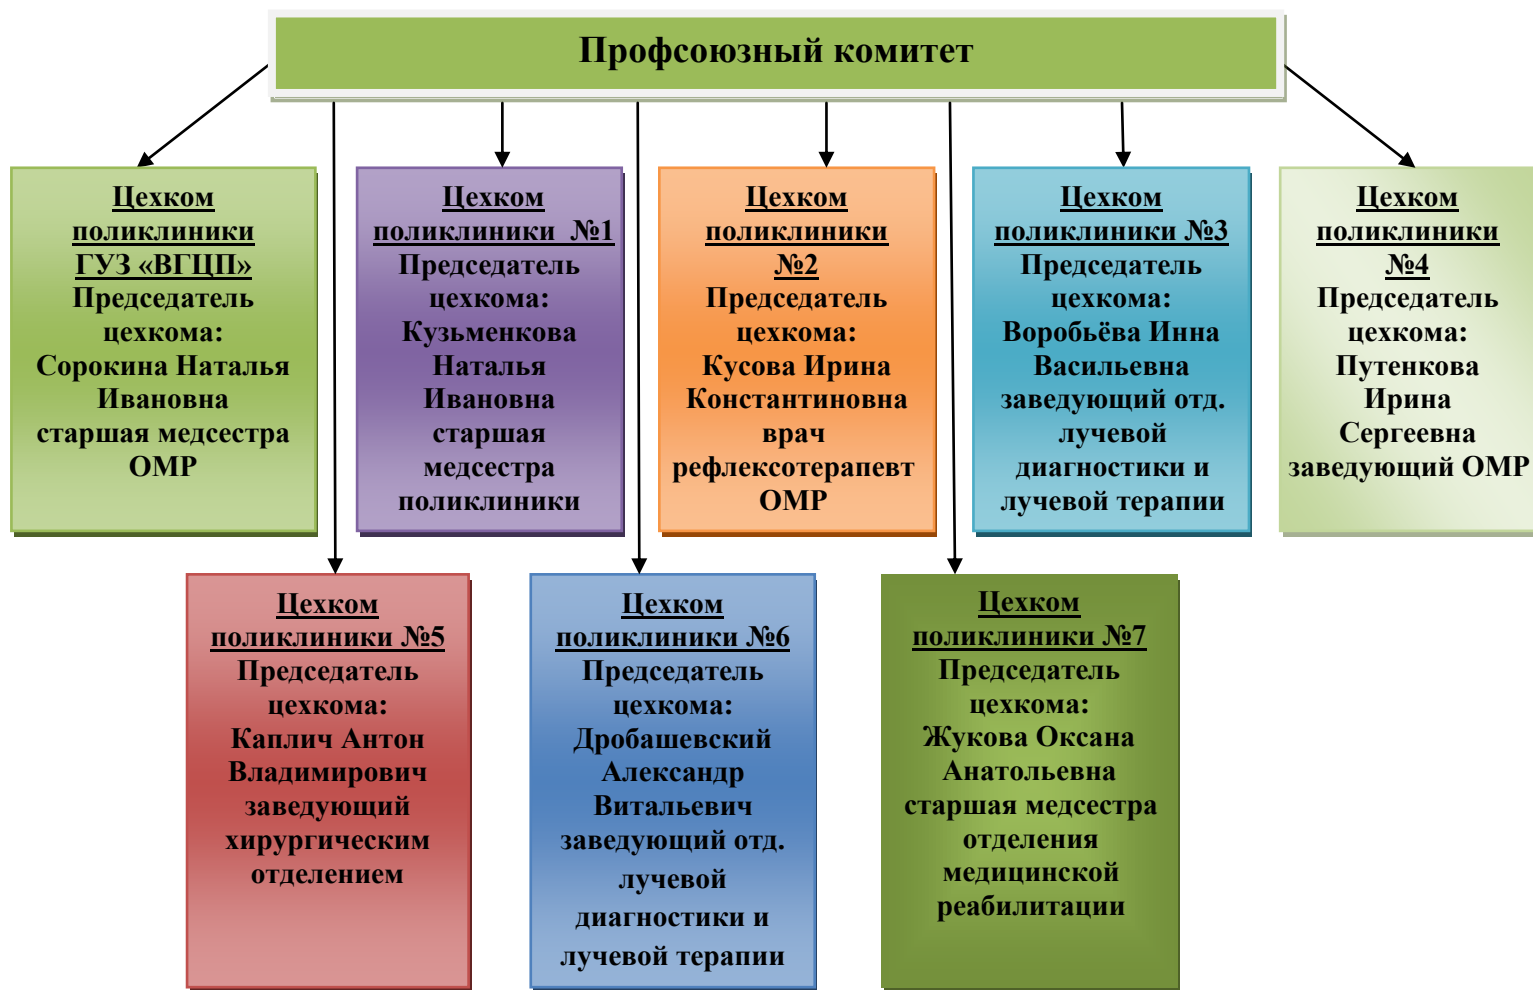 Профсоюзный комитет
Цехком
поликлиники
ГУЗ «ВГЦП»
Председатель
цехкома:
Сорокина Наталья
Ивановна
старшая медсестра
ОМР
Цехком
поликлиники №1
Председатель
цехкома:
Кузьменкова
Наталья
Ивановна
старшая
медсестра
поликлиники
Цехком
поликлиники
№2
Председатель
цехкома:
Кусова Ирина
Константиновна
врач
рефлексотерапевт
ОМР
Цехком
поликлиники №3
Председатель
цехкома:
Воробьёва Инна
Васильевна
заведующий отд.
лучевой
диагностики и
лучевой терапии
Цехком
поликлиники
№4
Председатель
цехкома:
Путенкова
Ирина
Сергеевна
заведующий ОМР
Цехком
поликлиники №5
Председатель
цехкома:
Каплич Антон
Владимирович
заведующий
хирургическим
отделением
Цехком
поликлиники №6
Председатель
цехкома:
Дробашевский
Александр
Витальевич
заведующий отд.
лучевой
диагностики и
лучевой терапии
Цехком
поликлиники №7
Председатель
цехкома:
Жукова Оксана
Анатольевна
старшая медсестра
отделения
медицинской
реабилитации